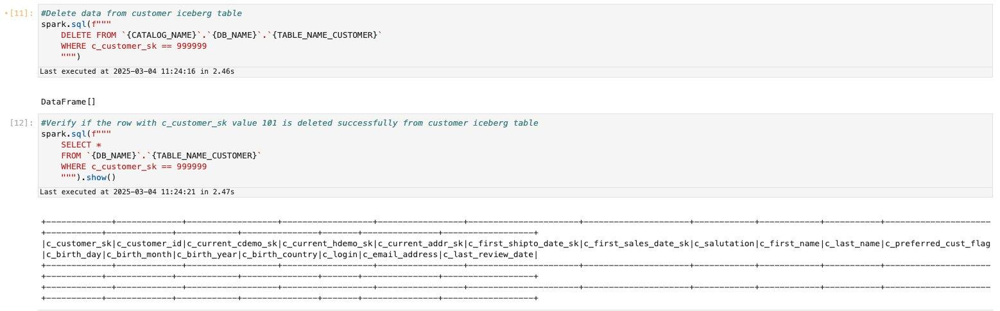 •[11]: #Delete data from customer iceberg table
spark.sql(f"""
    DELETE FROM `{CATALOG_NAME}`.`{DB_NAME}`.`{TABLE_NAME_CUSTOMER}`
    WHERE c_customer_sk == 999999
    """)
Last executed at 2025-03-04 11:24:16 in 2.46s
DataFrame[]
[12]: #Verify if the row with c_customer_sk value 101 is deleted successfully from customer iceberg table
spark.sql(f"""
    SELECT *
    FROM `{DB_NAME}`.`{TABLE_NAME_CUSTOMER}`
    WHERE c_customer_sk == 999999
    """).show()
Last executed at 2025-03-04 11:24:21 in 2.47s
+-------------+-------------+------------------+------------------+-----------------+----------------------+---------------------+------------+------------+-----------+---------------------
+-----------+-------------+------------+---------------+-------+---------------+------------------+
|c_customer_sk|c_customer_id|c_current_cdemo_sk|c_current_hdemo_sk|c_current_addr_sk|c_first_shipto_date_sk|c_first_sales_date_sk|c_salutation|c_first_name|c_last_name|c_preferred_cust_flag
|c_birth_day|c_birth_month|c_birth_year|c_birth_country|c_login|c_email_address|c_last_review_date|
+-------------+-------------+------------------+------------------+-----------------+----------------------+---------------------+------------+------------+-----------+---------------------
+-----------+-------------+------------+---------------+-------+---------------+------------------+
+-------------+-------------+------------------+------------------+-----------------+----------------------+---------------------+------------+------------+-----------+---------------------
+-----------+-------------+------------+---------------+-------+---------------+------------------+